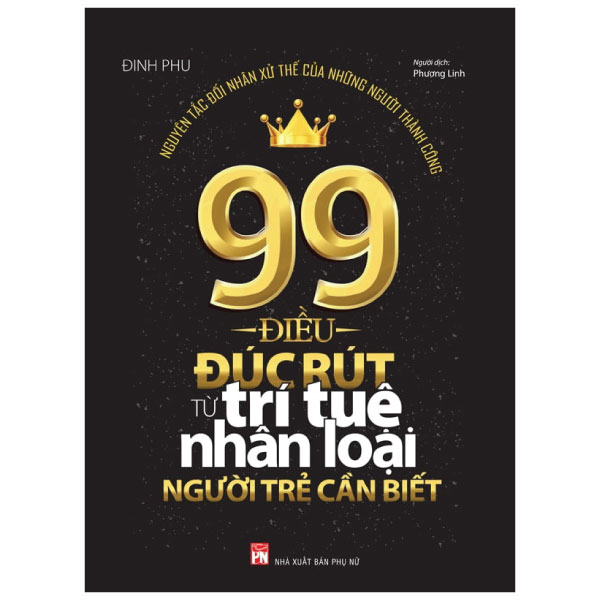 ĐINH PHU
Người dịch:
Phượng Linh
NGUYÊN TẮC ĐỐI NHÂN XỬ THẾ CỦA NHỮNG NGƯỜI THÀNH CÔNG
99
ĐIỀU
ĐÚC RÚT
TỪ trí tuệ
nhân loại
NGƯỜI TRẺ CẦN BIẾT
PN
NHÀ XUẤT BẢN PHỤ NỮ